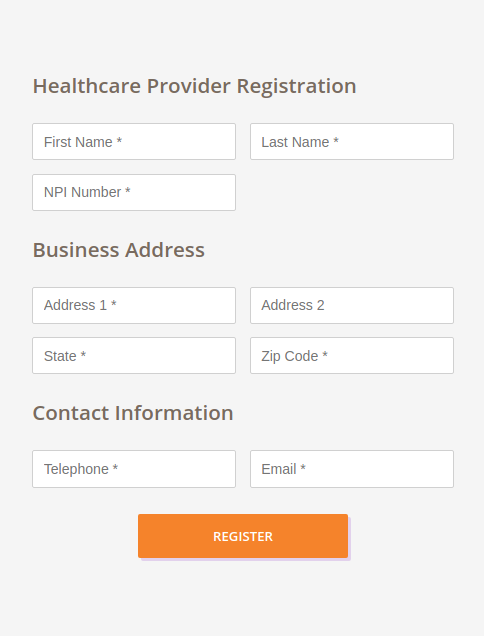 Healthcare Provider Registration
First Name *
Last Name *
NPI Number *
Business Address
Address 1 *
Address 2
State *
Zip Code *
Contact Information
Telephone *
Email *
REGISTER